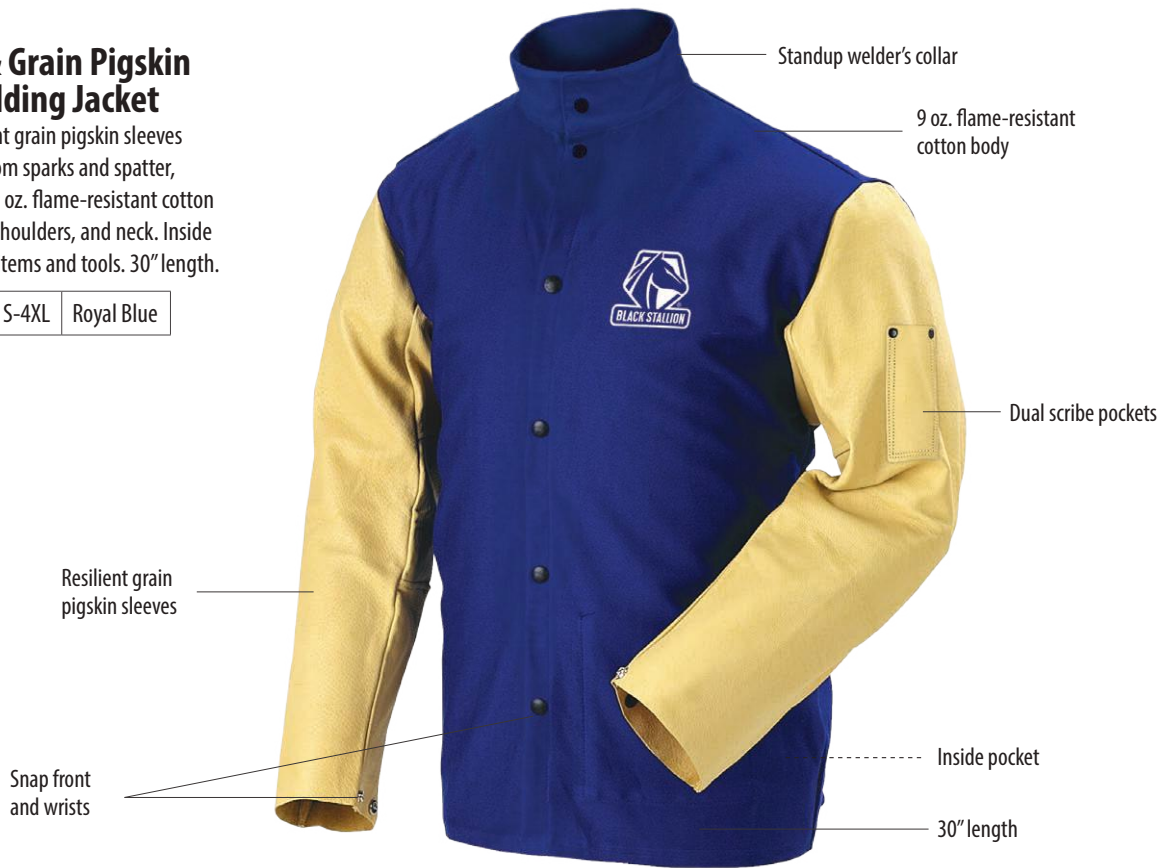 Grain Pigskin
lding Jacket
nt grain pigskin sleeves
om sparks and spatter,
oz. flame-resistant cotton
houlders, and neck. Inside
tems and tools. 30" length.
S-4XL Royal Blue
Standup welder's collar
9 oz. flame-resistant
cotton body
BLACK STALLION
Dual scribe pockets
Resilient grain
pigskin sleeves
Snap front
and wrists
Inside pocket
30" length